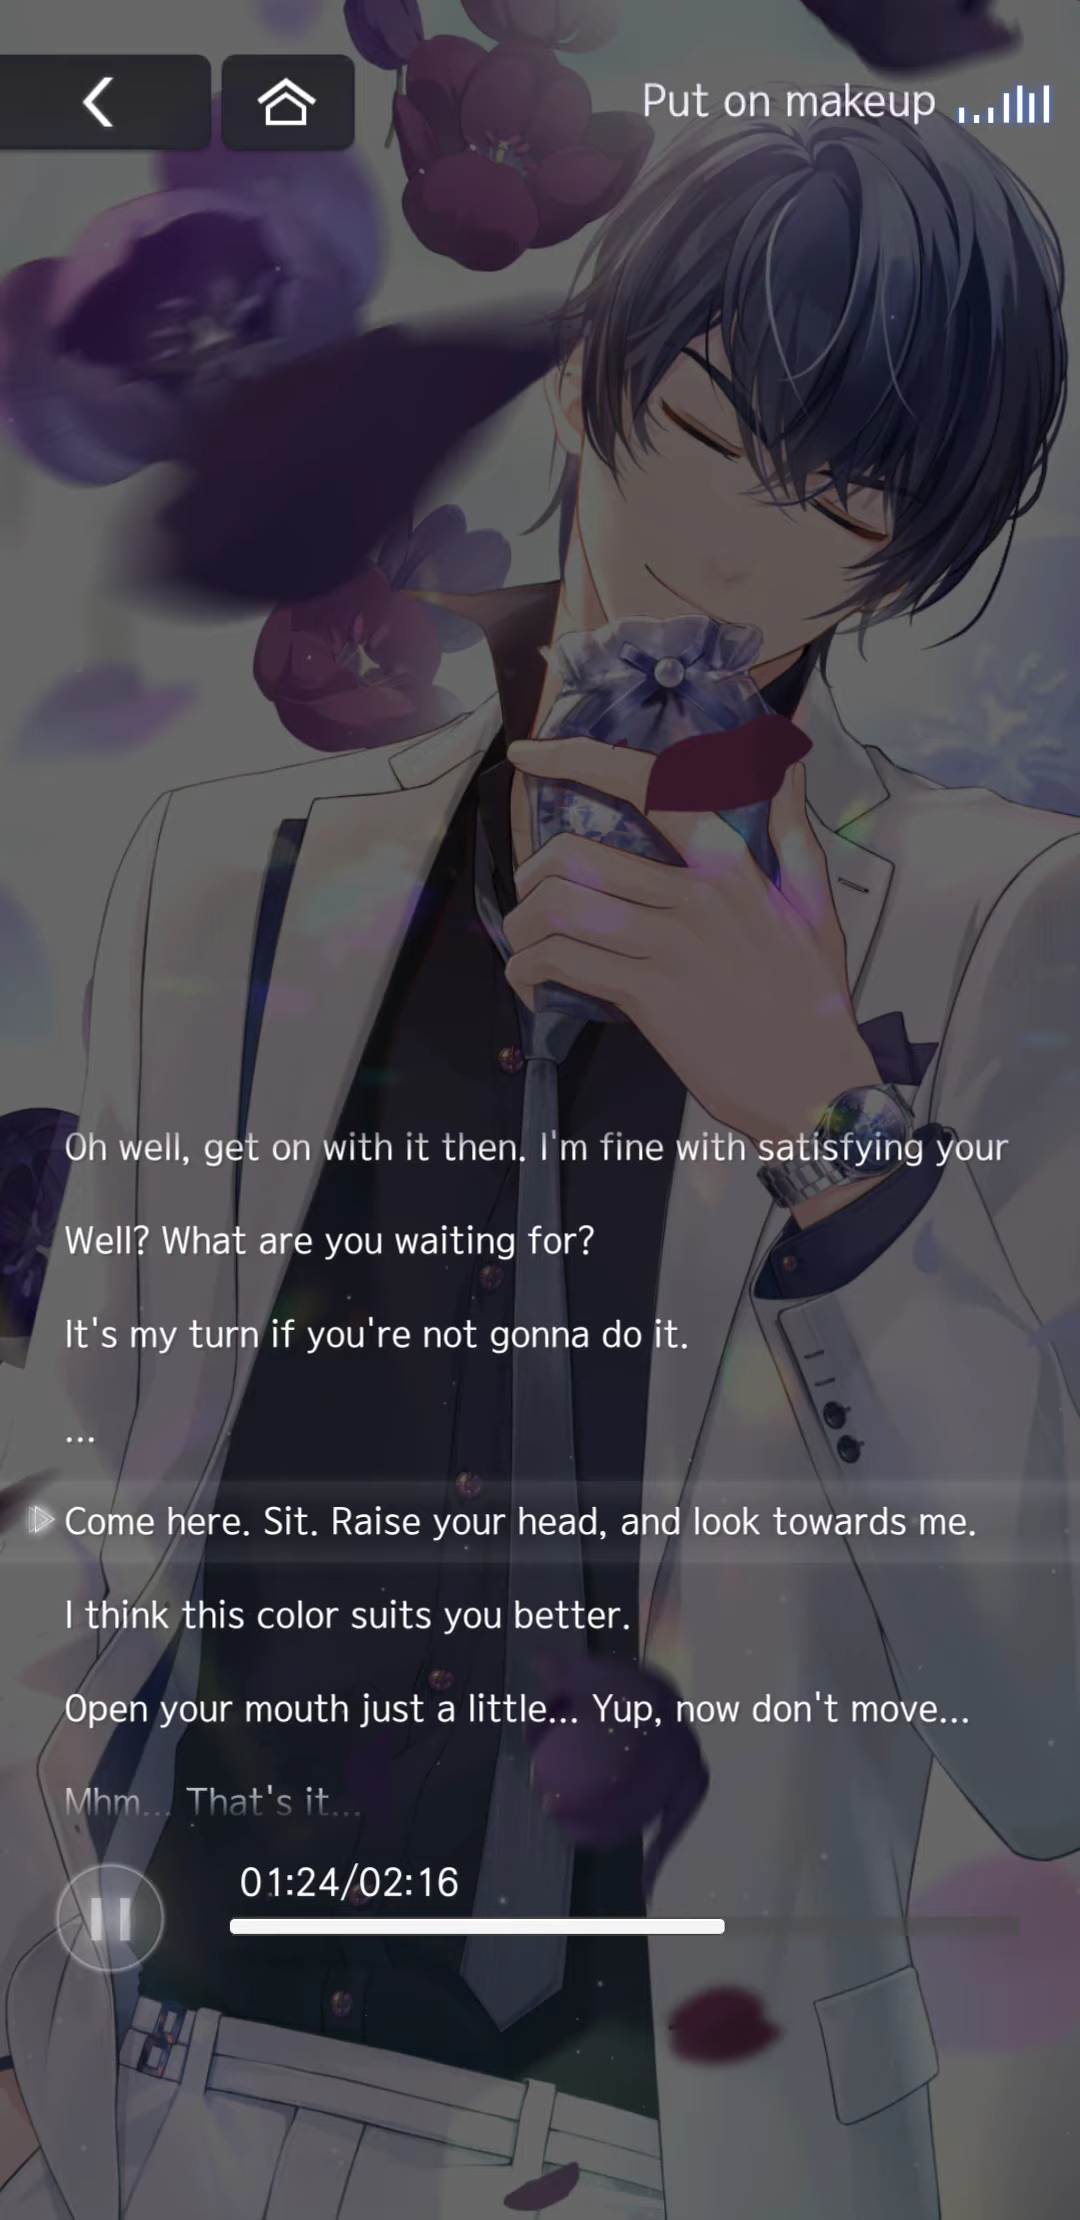 Put on makeup
Oh well, get on with it then. I'm fine with satisfying your
Well? What are you waiting for?
It's my turn if you're not gonna do it.
...
Come here. Sit. Raise your head, and look towards me.
I think this color suits you better.
Open your mouth just a little... Yup, now don't move...
Mhm... That's it...
01:24/02:16